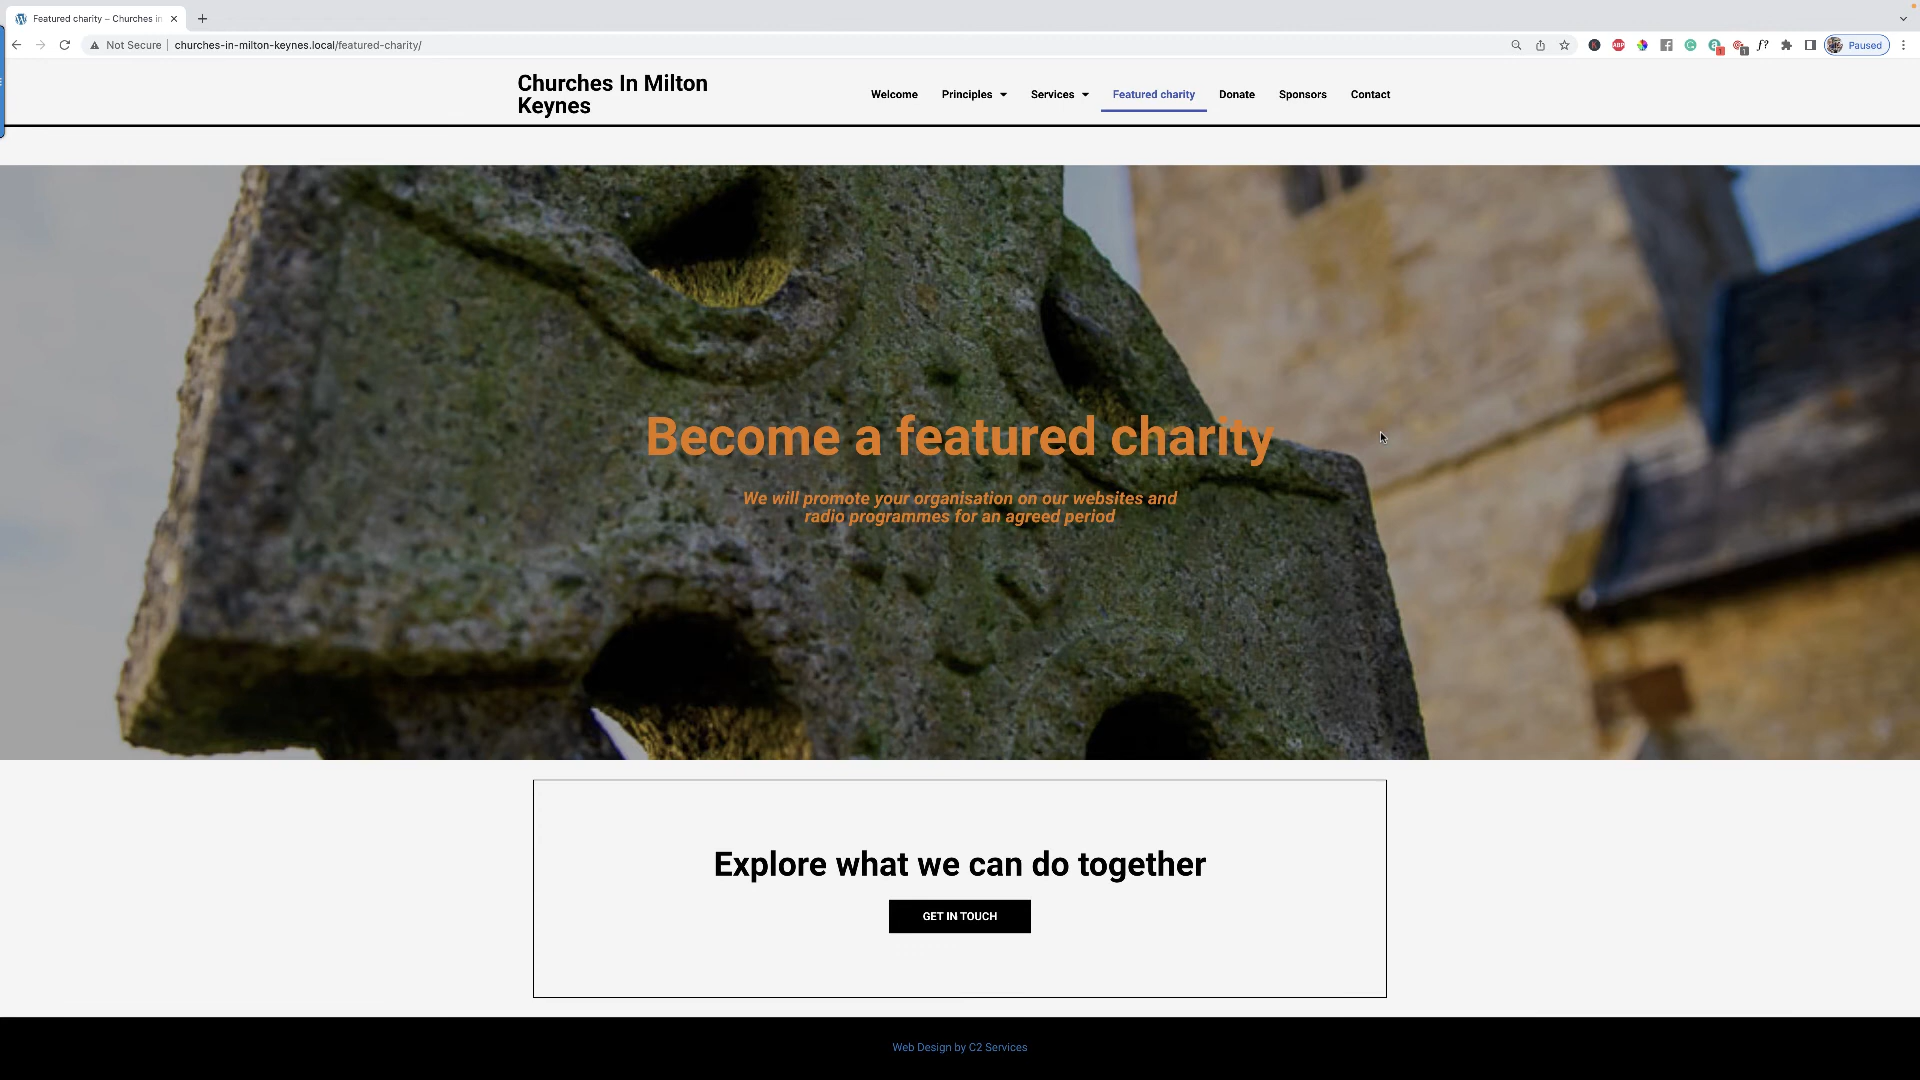 Featured charity – Churches in
Not Secure
churches-in-milton-keynes.local/featured-charity/
ABP
f?
Paused
Churches In Milton
Keynes
Welcome
Principles
Services
Featured charity
Donate
Sponsors
Contact
Become a featured charity
We will promote your organisation on our websites and
radio programmes for an agreed period
Explore what we can do together
GET IN TOUCH
Web Design by C2 Services